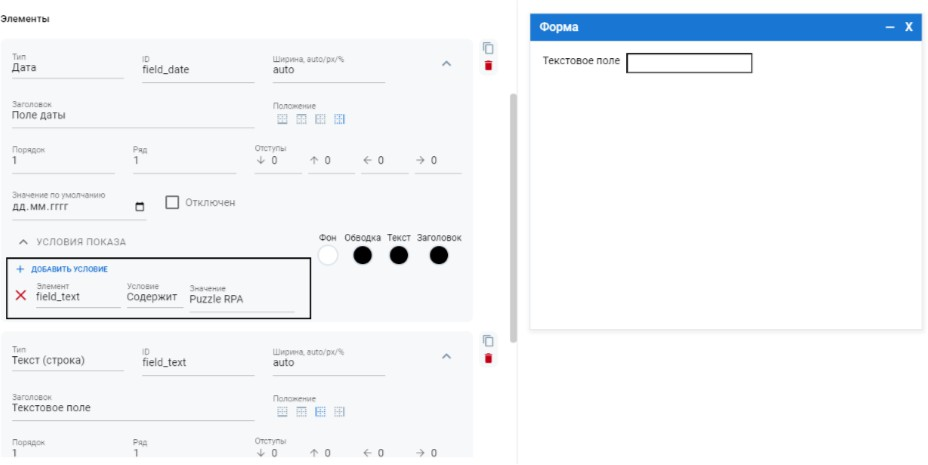 Элементы
Тип
Дата
ID
field_date
Ширина, auto/px/%
auto
Заголовок
Поле даты
Положение
Порядок
1
Ряд
1
Отступы
↓ 0 ↑ 0 ← 0 → 0
Значение по умолчанию
дд.мм.гггг
Отключен
УСЛОВИЯ ПОКАЗА
Фон Обводка Текст Заголовок
+ ДОБАВИТЬ УСЛОВИЕ
Элемент
field_text
Условие
Содержит
Значение
Puzzle RPA
Тип
Текст (строка)
ID
field_text
Ширина, auto/px/%
auto
Заголовок
Текстовое поле
Положение
Порядок
1
Ряд
1
Отступы
↓ 0 ↑ 0 ← 0 → 0
Форма – X
Текстовое поле